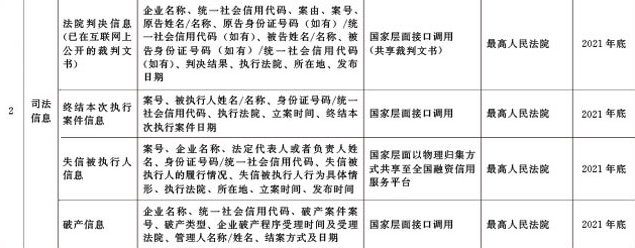 法院判决信息
(已在互联网上
公开的裁判文
书)
企业名称、统一社会信用代码、案由、案号、
原告姓名/名称、原告身份证号码(如有)/统
一社会信用代码(如有)、被告姓名/名称、被
告身份证号码(如有)/统一社会信用代码
(如有)、判决结果、执行法院、所在地、发布
日期
国家层面接口调用
(共享裁判文书)
最高人民法院
2021年底
2
司法
信息
终结本次执行
案件信息
案号、被执行人姓名/名称、身份证号码/统一
社会信用代码、执行法院、立案时间、终结本
次执行案件日期
国家层面接口调用
最高人民法院
2021年底
失信被执行人
信息
案号、企业名称、法定代表人或者负责人姓
名、身份证号码/统一社会信用代码、失信被
执行人的履行情况、失信被执行人行为具体情
形、执行法院、所在地、立案时间、发布时间
国家层面以物理归集方
式共享至全国融资信用
服务平台
最高人民法院
2021年底
破产信息
企业名称、统一社会信用代码、破产案件案
号、破产类型、企业破产程序受理时间及受理
法院、管理人名称/姓名、结案方式及日期
国家层面接口调用
最高人民法院
2021年底